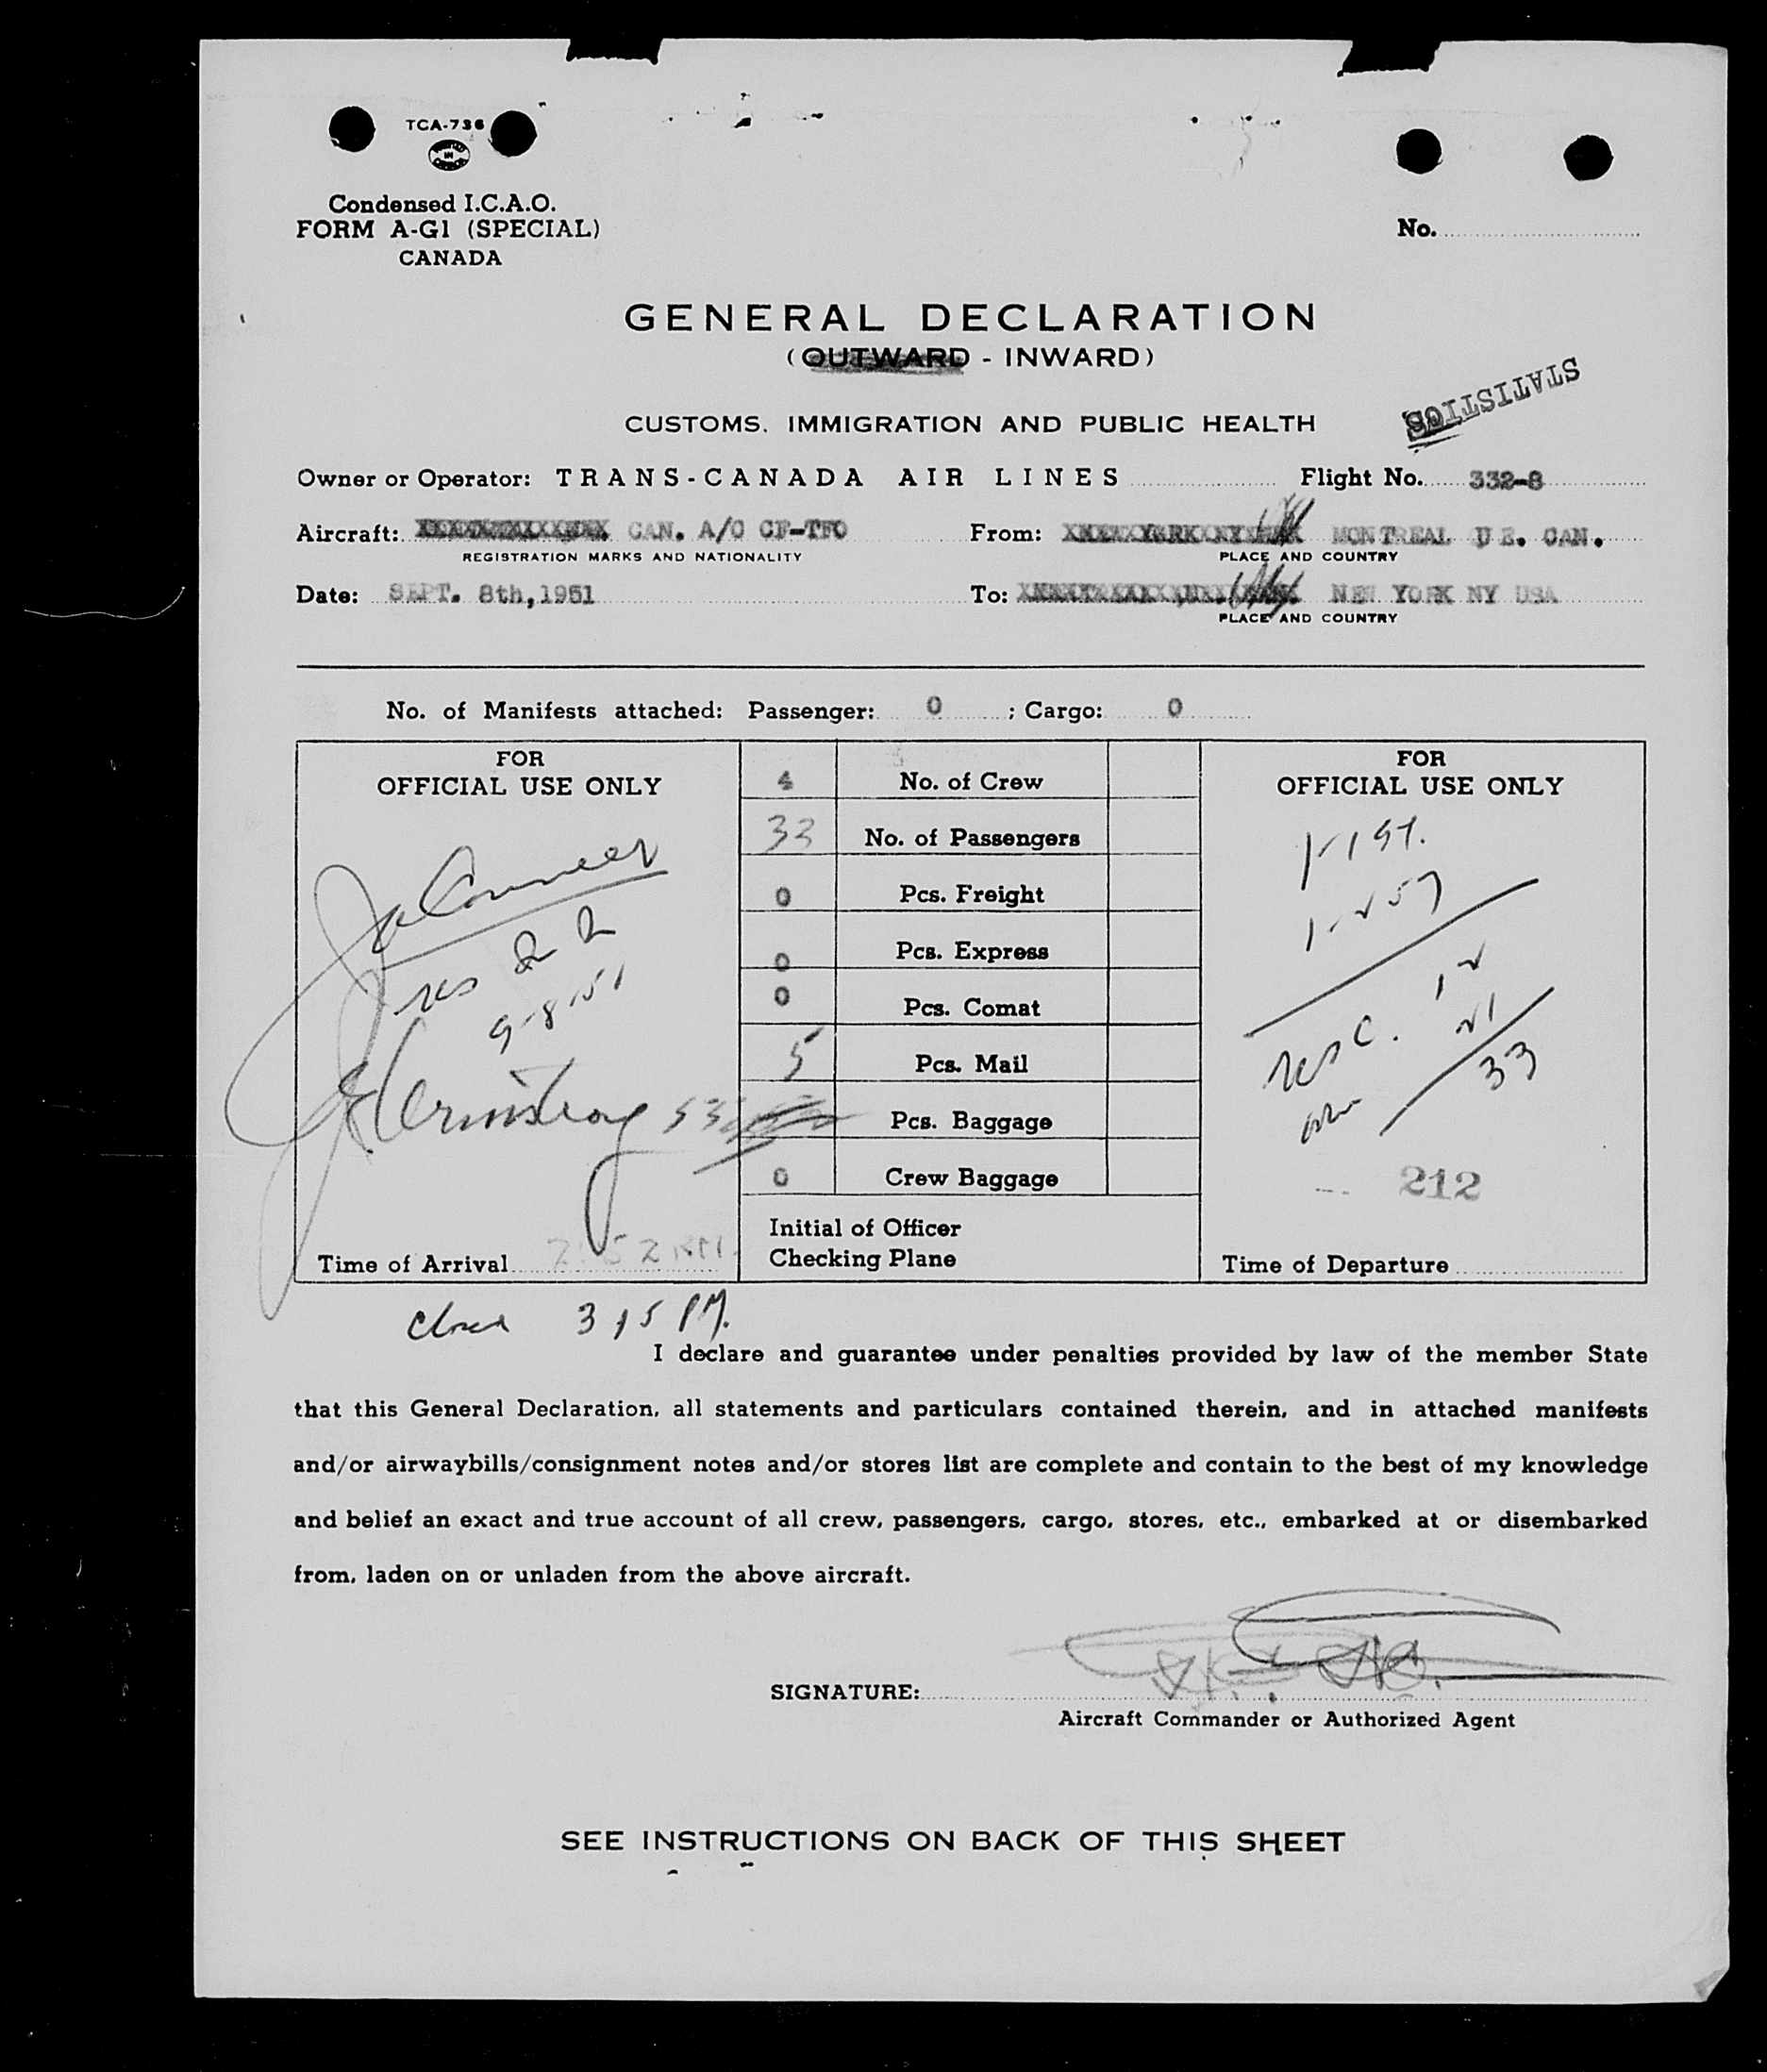 TCA-736
Condensed I.C.A.O.
FORM A-G1 (SPECIAL)
CANADA
No.
GENERAL DECLARATION
(OUTWARD - INWARD)
STATISTICS
CUSTOMS, IMMIGRATION AND PUBLIC HEALTH
Owner or Operator: TRANS-CANADA AIR LINES Flight No. 332-8
Aircraft: CAN. A/C CF-TFO From: MONTREAL CAN.
REGISTRATION MARKS AND NATIONALITY PLACE AND COUNTRY
Date: SEPT. 8th,1951 To: NEW YORK NY USA
PLACE AND COUNTRY
No. of Manifests attached: Passenger: 0 ; Cargo: 0
FOR
OFFICIAL USE ONLY
9-8-51
Time of Arrival
4 No. of Crew
33 No. of Passengers
0 Pcs. Freight
0 Pcs. Express
0 Pcs. Comat
5 Pcs. Mail
Pcs. Baggage
0 Crew Baggage
Initial of Officer
Checking Plane
FOR
OFFICIAL USE ONLY
12
21
33
212
Time of Departure
3 15 PM.
I declare and guarantee under penalties provided by law of the member State
that this General Declaration, all statements and particulars contained therein, and in attached manifests
and/or airwaybills/consignment notes and/or stores list are complete and contain to the best of my knowledge
and belief an exact and true account of all crew, passengers, cargo, stores, etc., embarked at or disembarked
from, laden on or unladen from the above aircraft.
SIGNATURE:
Aircraft Commander or Authorized Agent
SEE INSTRUCTIONS ON BACK OF THIS SHEET